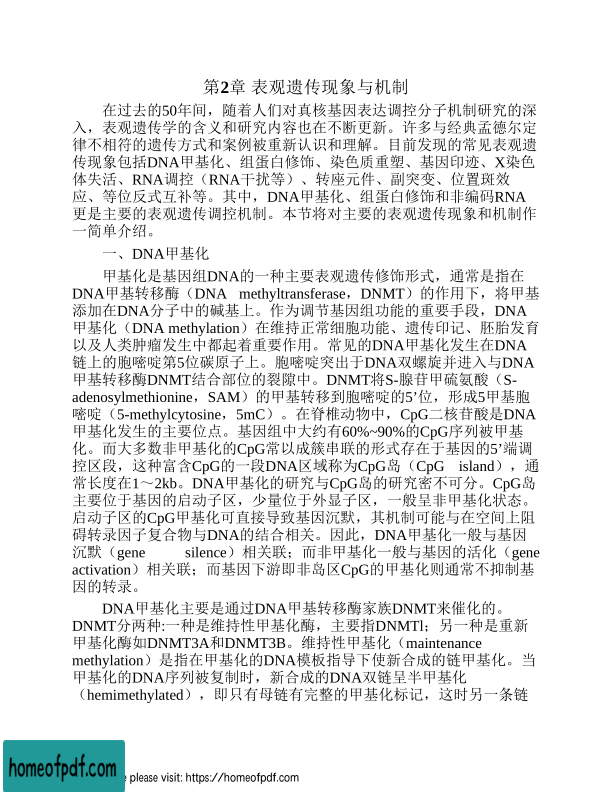 第2章 表观遗传现象与机制
在过去的50年间，随着人们对真核基因表达调控分子机制研究的深
入，表观遗传学的含义和研究内容也在不断更新。许多与经典孟德尔定
律不相符的遗传方式和案例被重新认识和理解。目前发现的常见表观遗
传现象包括DNA甲基化、组蛋白修饰、染色质重塑、基因印迹、X染色
体失活、RNA调控（RNA干扰等）、转座元件、副突变、位置斑效
应、等位反式互补等。其中，DNA甲基化、组蛋白修饰和非编码RNA
更是主要的表观遗传调控机制。本节将对主要的表观遗传现象和机制作
一简单介绍。
一、DNA甲基化
甲基化是基因组DNA的一种主要表观遗传修饰形式，通常是指在
DNA甲基转移酶（DNA methyltransferase，DNMT）的作用下，将甲基
添加在DNA分子中的碱基上。作为调节基因组功能的重要手段，DNA
甲基化（DNA methylation）在维持正常细胞功能、遗传印记、胚胎发育
以及人类肿瘤发生中都起着重要作用。常见的DNA甲基化发生在DNA
链上的胞嘧啶第5位碳原子上。胞嘧啶突出于DNA双螺旋并进入与DNA
甲基转移酶DNMT结合部位的裂隙中。DNMT将S-腺苷甲硫氨酸（S-
adenosylmethionine，SAM）的甲基转移到胞嘧啶的5’位，形成5甲基胞
嘧啶（5-methylcytosine，5mC）。在脊椎动物中，CpG二核苷酸是DNA
甲基化发生的主要位点。基因组中大约有60%~90%的CpG序列被甲基
化。而大多数非甲基化的CpG常以成簇串联的形式存在于基因的5’端调
控区段，这种富含CpG的一段DNA区域称为CpG岛（CpG island），通
常长度在1～2kb。DNA甲基化的研究与CpG岛的研究密不可分。CpG岛
主要位于基因的启动子区，少量位于外显子区，一般呈非甲基化状态。
启动子区的CpG甲基化可直接导致基因沉默，其机制可能与在空间上阻
碍转录因子复合物与DNA的结合相关。因此，DNA甲基化一般与基因
沉默（gene silence）相关联；而非甲基化一般与基因的活化（gene
activation）相关联；而基因下游即非岛区CpG的甲基化则通常不抑制基
因的转录。
DNA甲基化主要是通过DNA甲基转移酶家族DNMT来催化的。
DNMT分两种:一种是维持性甲基化酶，主要指DNMTl；另一种是重新
甲基化酶如DNMT3A和DNMT3B。维持性甲基化（maintenance
methylation）是指在甲基化的DNA模板指导下使新合成的链甲基化。当
甲基化的DNA序列被复制时，新合成的DNA双链呈半甲基化
（hemimethylated），即只有母链有完整的甲基化标记，这时另一条链
homeofpdf.com
please visit: https://homeofpdf.com